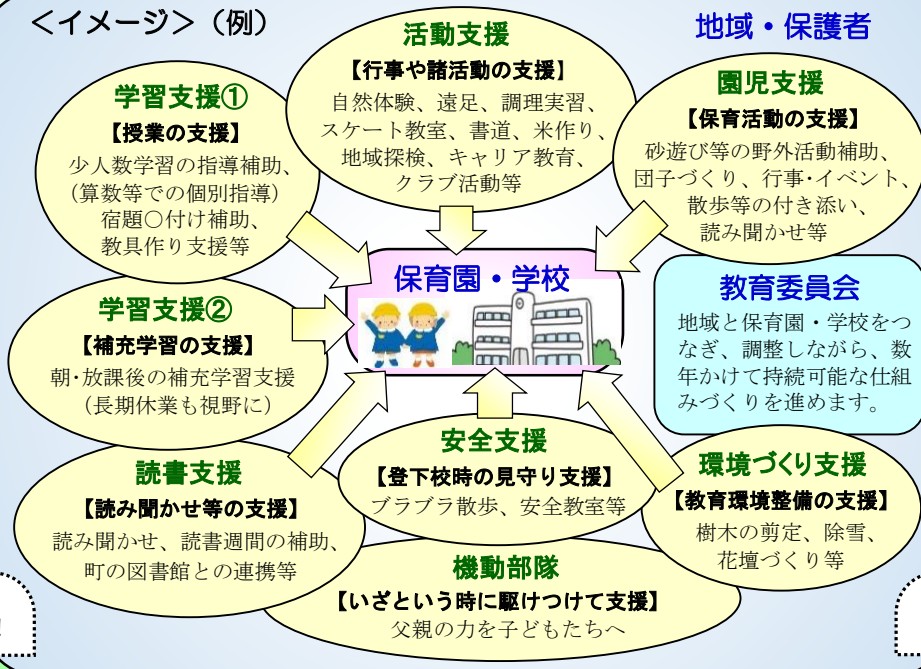 ＜イメージ＞（例）
活動支援
【行事や諸活動の支援】
自然体験、遠足、調理実習、
スケート教室、書道、米作り、
地域探検、キャリア教育、
クラブ活動等
地域・保護者
学習支援①
【授業の支援】
少人数学習の指導補助、
（算数等での個別指導）
宿題○付け補助、
教具作り支援等
園児支援
【保育活動の支援】
砂遊び等の野外活動補助、
団子づくり、行事・イベント、
散歩等の付き添い、
読み聞かせ等
保育園・学校
教育委員会
地域と保育園・学校をつ
なぎ、調整しながら、数
年かけて持続可能な仕組
みづくりを進めます。
学習支援②
【補充学習の支援】
朝・放課後の補充学習支援
（長期休業も視野に）
読書支援
【読み聞かせ等の支援】
読み聞かせ、読書週間の補助、
町の図書館との連携等
安全支援
【登下校時の見守り支援】
ブラブラ散歩、安全教室等
環境づくり支援
【教育環境整備の支援】
樹木の剪定、除雪、
花壇づくり等
機動部隊
【いざという時に駆けつけて支援】
父親の力を子どもたちへ
！